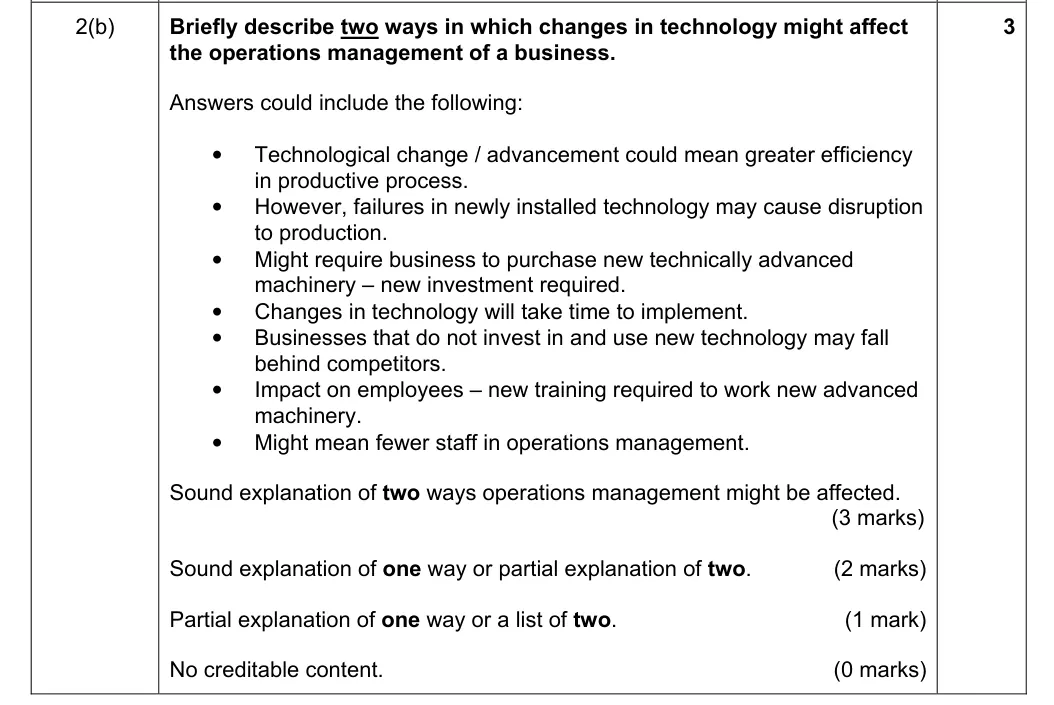 2(b)
Briefly describe two ways in which changes in technology might affect
the operations management of a business.
3
Answers could include the following:
• Technological change / advancement could mean greater efficiency
in productive process.
• However, failures in newly installed technology may cause disruption
to production.
• Might require business to purchase new technically advanced
machinery – new investment required.
• Changes in technology will take time to implement.
• Businesses that do not invest in and use new technology may fall
behind competitors.
• Impact on employees – new training required to work new advanced
machinery.
• Might mean fewer staff in operations management.
Sound explanation of two ways operations management might be affected.
(3 marks)
Sound explanation of one way or partial explanation of two. (2 marks)
Partial explanation of one way or a list of two. (1 mark)
No creditable content. (0 marks)